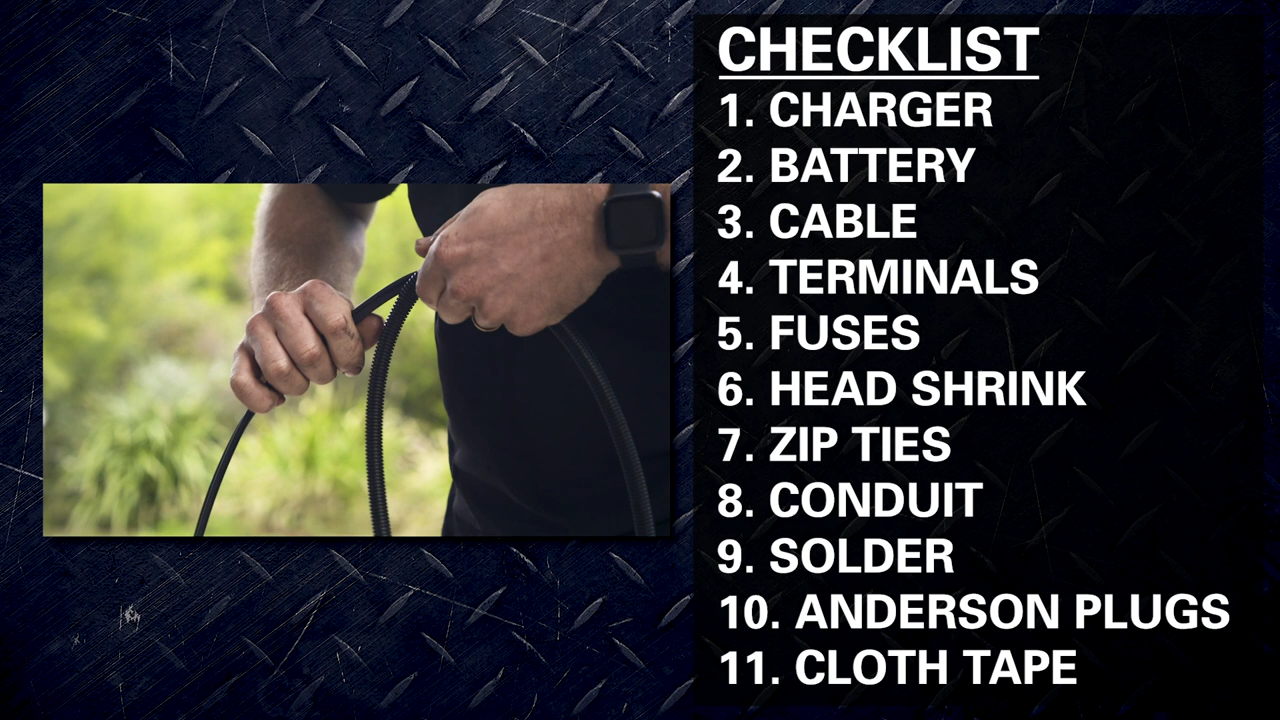 CHECKLIST
1. CHARGER
2. BATTERY
3. CABLE
4. TERMINALS
5. FUSES
6. HEAD SHRINK
7. ZIP TIES
8. CONDUIT
9. SOLDER
10. ANDERSON PLUGS
11. CLOTH TAPE